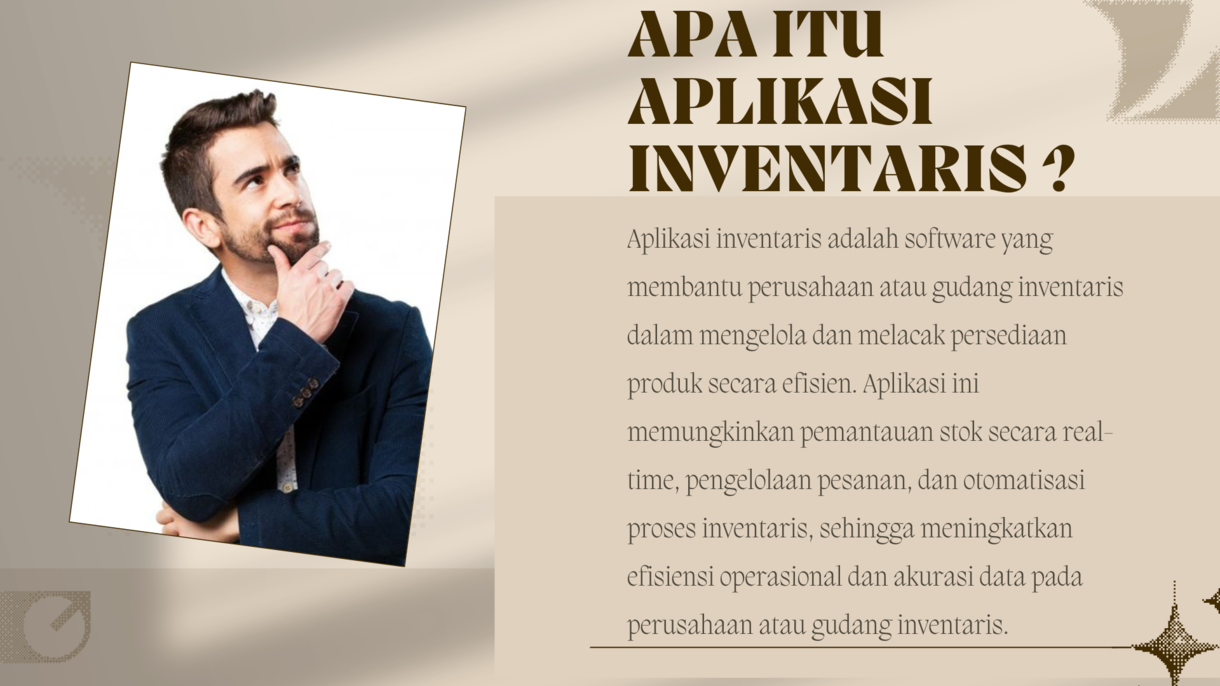 APA ITU
APLIKASI
INVENTARIS ?
Aplikasi inventaris adalah software yang
membantu perusahaan atau gudang inventaris
dalam mengelola dan melacak persediaan
produk secara efisien. Aplikasi ini
memungkinkan pemantauan stok secara real-
time, pengelolaan pesanan, dan otomatisasi
proses inventaris, sehingga meningkatkan
efisiensi operasional dan akurasi data pada
perusahaan atau gudang inventaris.